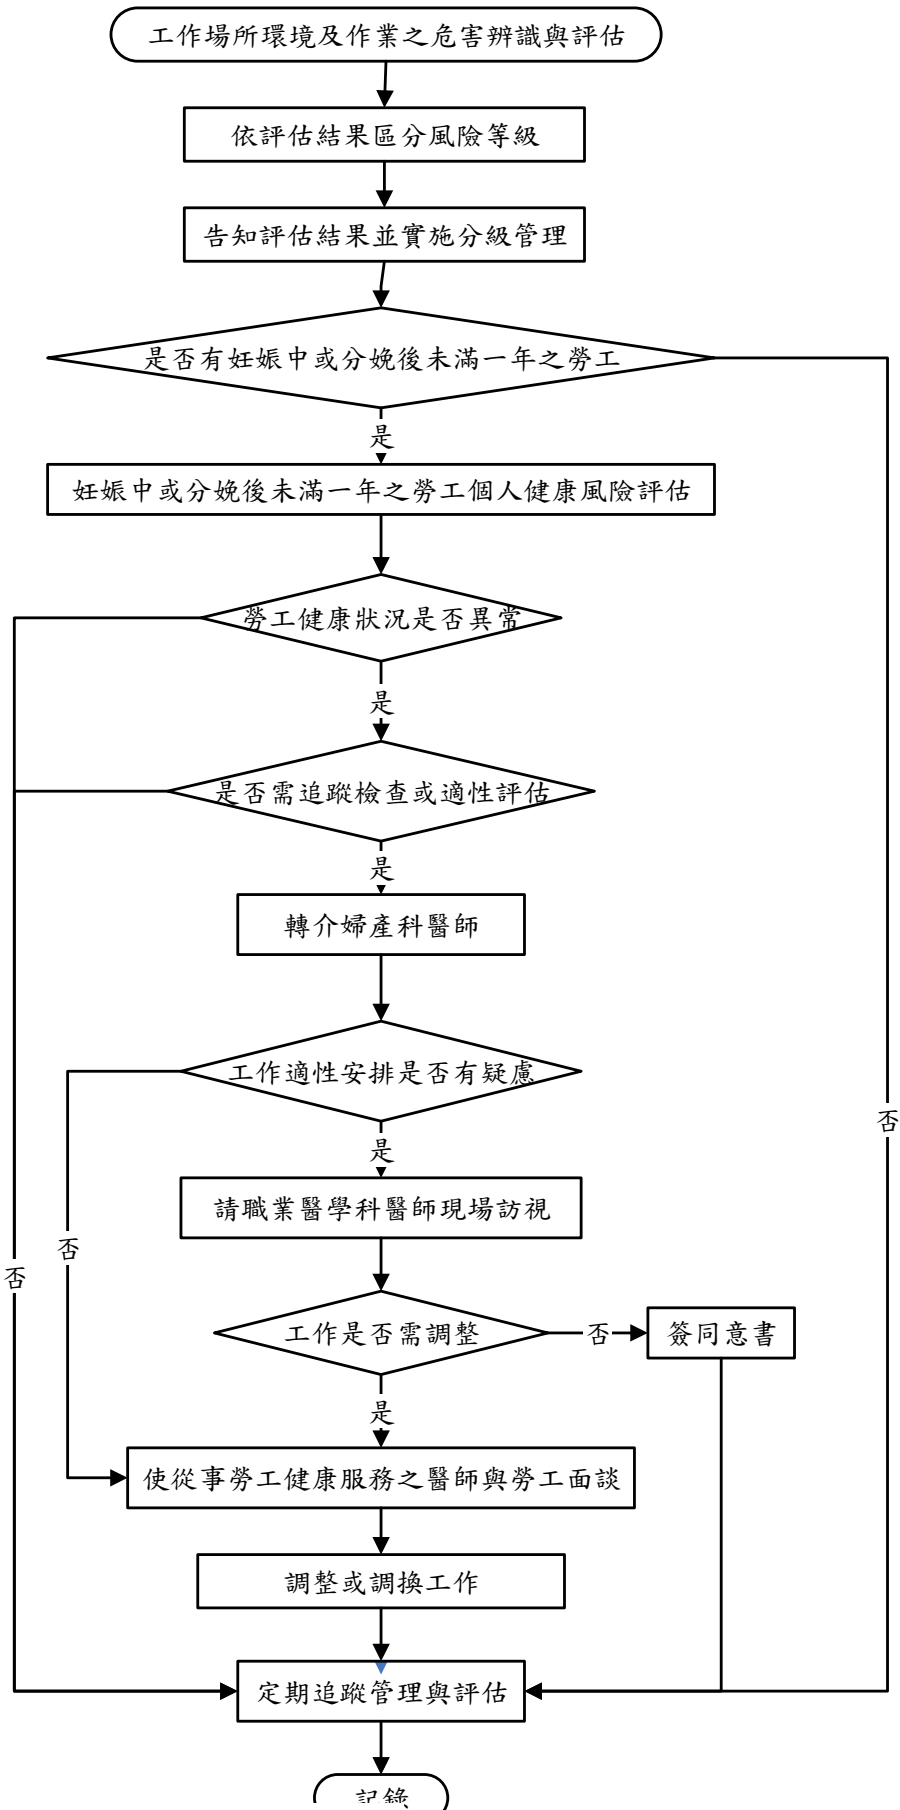 工作場所環境及作業之危害辨識與評估
依評估結果區分風險等級
告知評估結果並實施分級管理
是否有妊娠中或分娩後未滿一年之勞工
是
妊娠中或分娩後未滿一年之勞工個人健康風險評估
勞工健康狀況是否異常
是
是否需追蹤檢查或適性評估
是
轉介婦產科醫師
工作適性安排是否有疑慮
否
是
請職業醫學科醫師現場訪視
否
否
工作是否需調整
否
簽同意書
是
使從事勞工健康服務之醫師與勞工面談
調整或調換工作
定期追蹤管理與評估
記錄